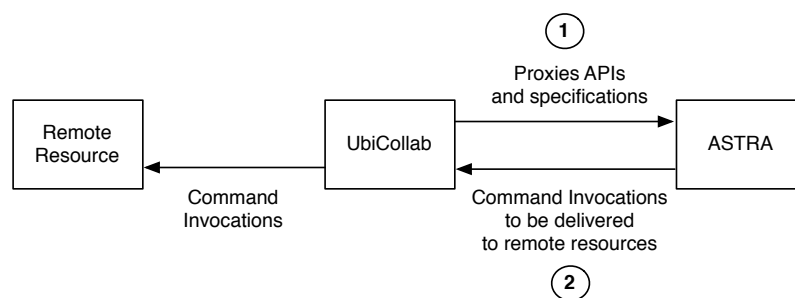 1
Proxies APIs
and specifications
Remote
Resource
UbiCollab
ASTRA
Command
Invocations
Command Invocations
to be delivered
to remote resources
2